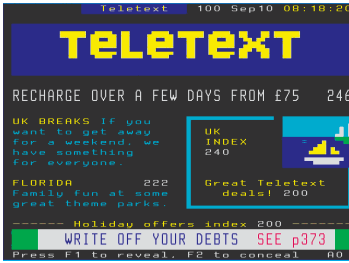 Teletext 100 Sep10 08:18:20
TELETEXT
RECHARGE OVER A FEW DAYS FROM £75 246
UK BREAKS If you
want to get away
for a weekend, we
have something
for everyone.
UK
INDEX
240
FLORIDA 222
Family fun at some
great theme parks.
Great Teletext
deals! 200
------ Holiday offers index 200 ------
WRITE OFF YOUR DEBTS SEE p373
Press F1 to reveal, F2 to conceal A0